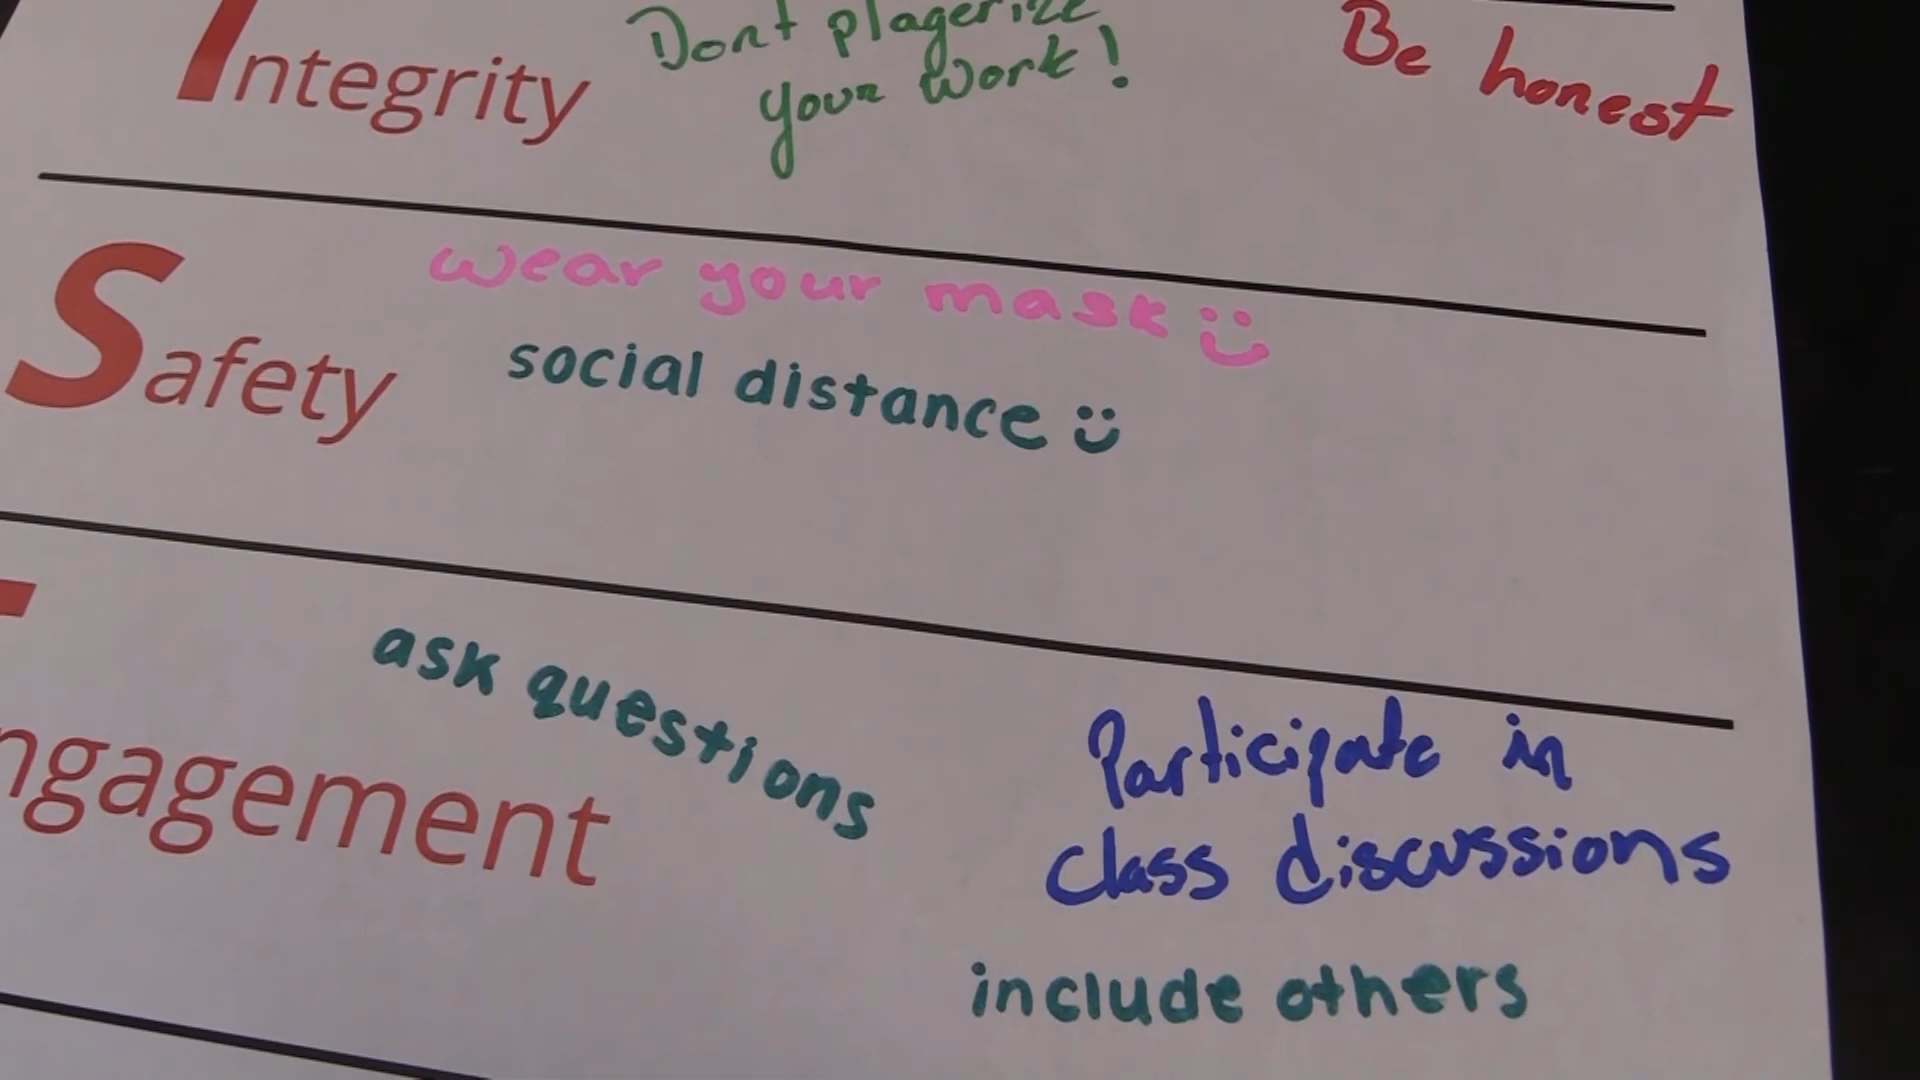 Integrity
Dont plagerize
your work!
Be honest
Safety
wear your mask
social distance
ngagement
ask questions
Participate in
class discussions
include others